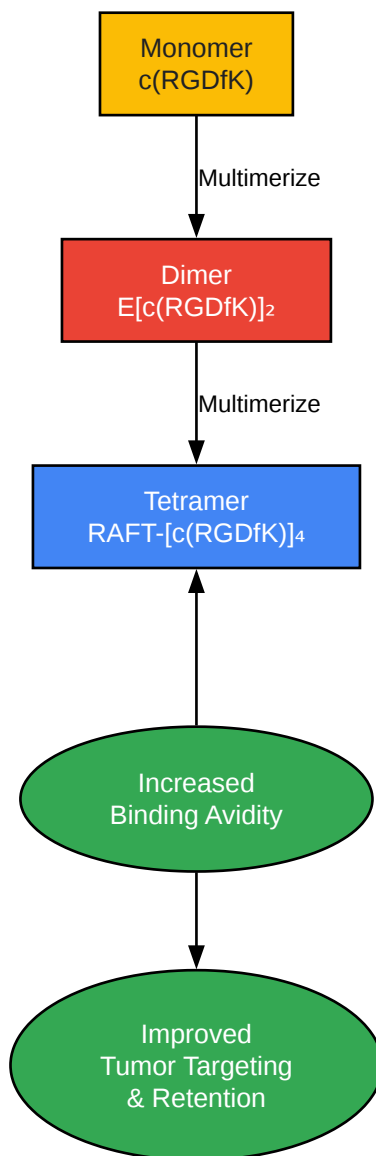 Monomer
c(RGDfK)
Multimerize
Dimer
E[c(RGDfK)]₂
Multimerize
Tetramer
RAFT-[c(RGDfK)]₄
Increased
Binding Avidity
Improved
Tumor Targeting
& Retention